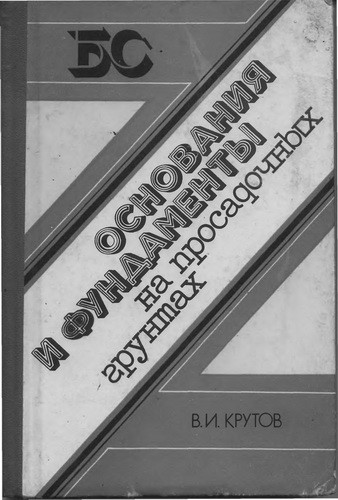 БС
ОСНОВАНИЯ
И ФУНДАМЕНТЫ
на просадочных
грунтах
В.И. КРУТОВ